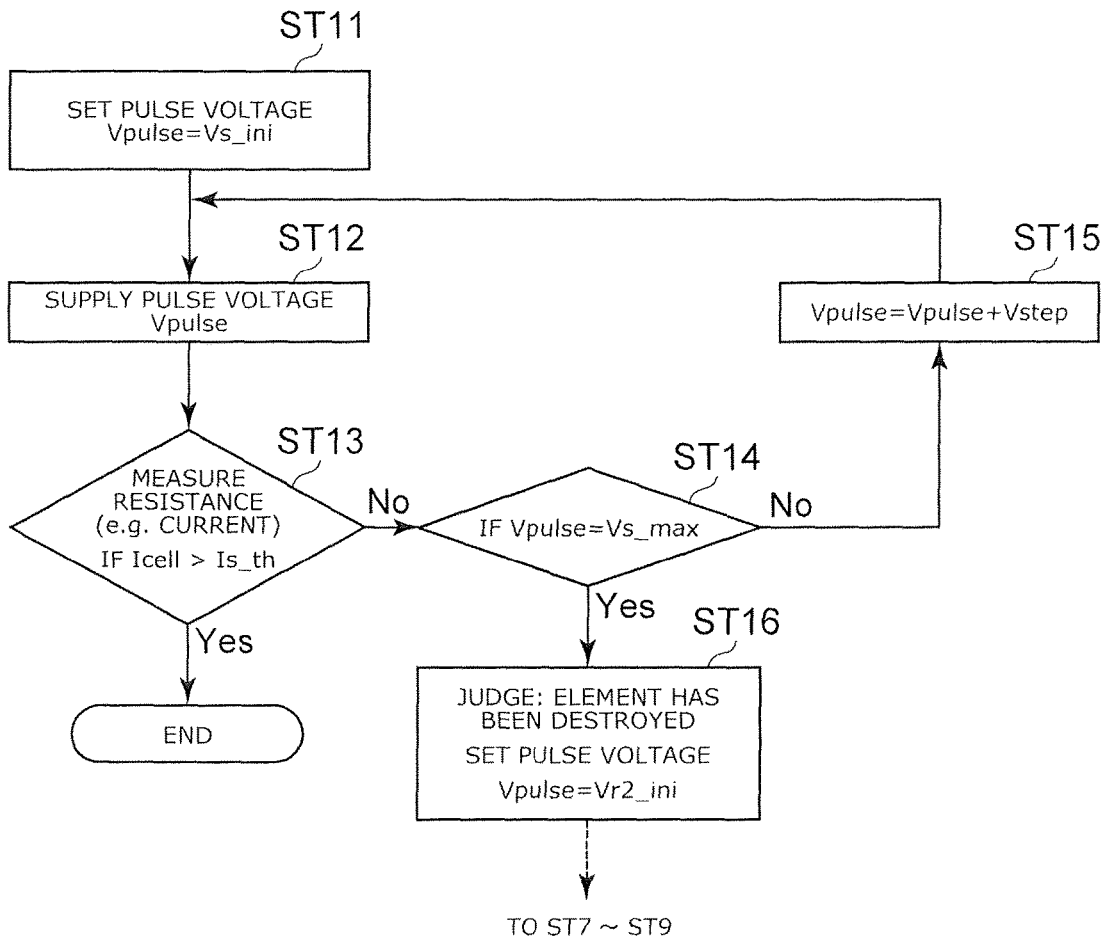 ST11
SET PULSE VOLTAGE
Vpulse=Vs_ini
ST12
SUPPLY PULSE VOLTAGE
Vpulse
ST15
Vpulse=Vpulse+Vstep
ST13
MEASURE
RESISTANCE
(e.g. CURRENT)
IF Icell > Is_th
No
Yes
END
ST14
IF Vpulse=Vs_max
No
Yes
ST16
JUDGE: ELEMENT HAS
BEEN DESTROYED
SET PULSE VOLTAGE
Vpulse=Vr2_ini
TO ST7 ~ ST9